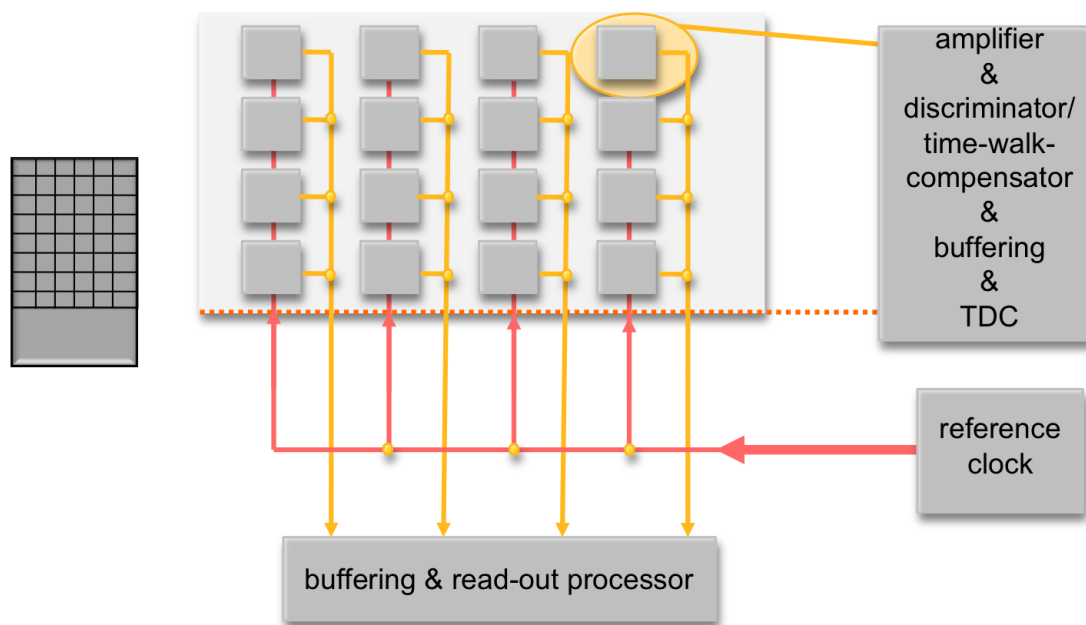 amplifier
&
discriminator/
time-walk-
compensator
&
buffering
&
TDC
reference
clock
buffering & read-out processor